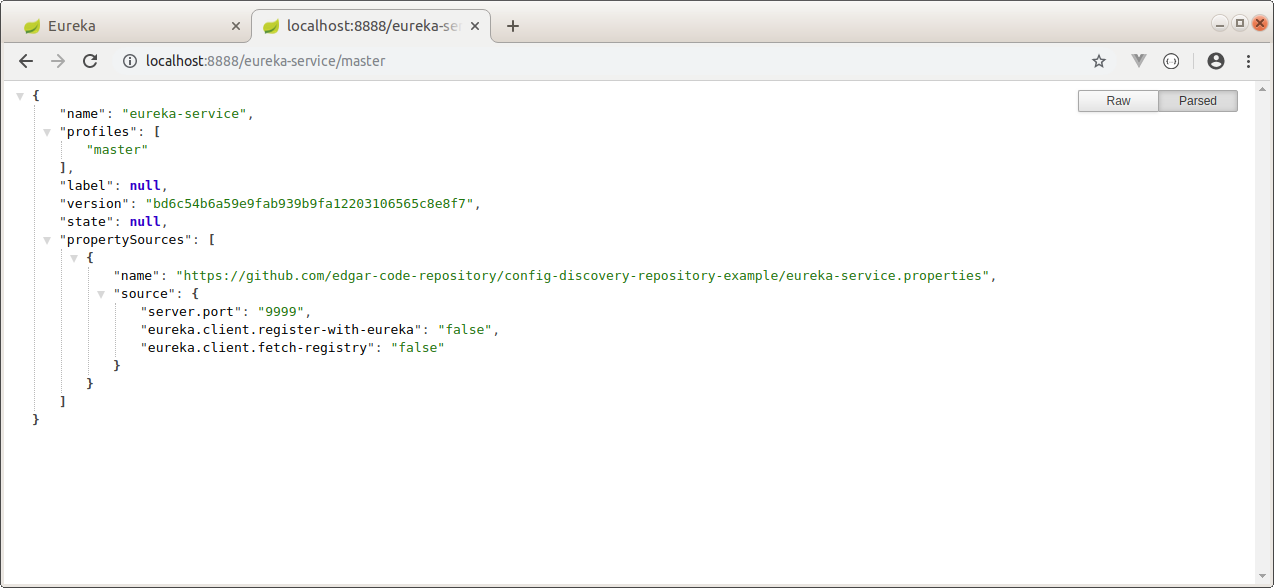 Eureka
localhost:8888/eureka-se
localhost:8888/eureka-service/master
Raw Parsed
{
"name": "eureka-service",
"profiles": [
"master"
],
"label": null,
"version": "bd6c54b6a59e9fab939b9fa12203106565c8e8f7",
"state": null,
"propertySources": [
{
"name": "https://github.com/edgar-code-repository/config-discovery-repository-example/eureka-service.properties",
"source": {
"server.port": "9999",
"eureka.client.register-with-eureka": "false",
"eureka.client.fetch-registry": "false"
}
}
]
}